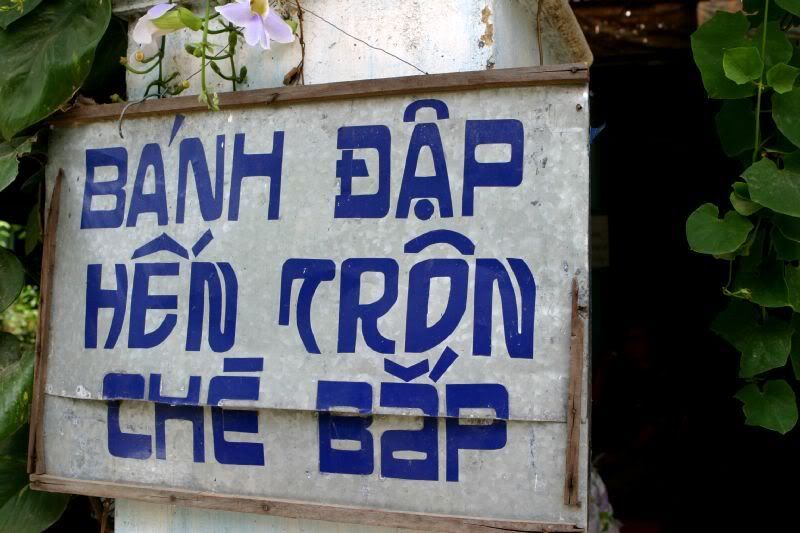 BÁNH ĐẬP
HẾN TRỘN
CHÈ BẮP